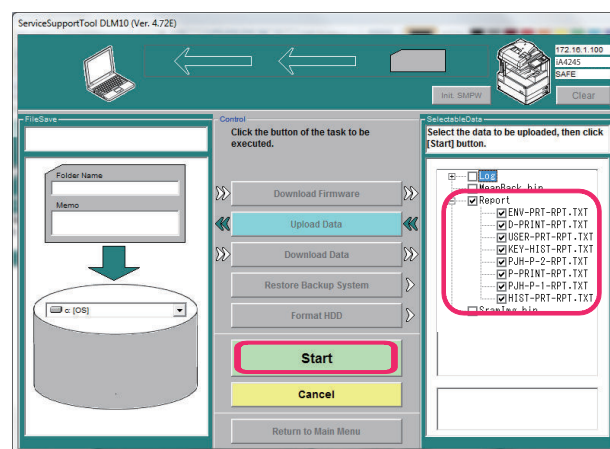 ServiceSupportTool DLM10 (Ver. 4.72E)
172.16.1.100
iA4245
SAFE
Init. SMPW
Clear
FileSave
Folder Name
Memo
c: [OS]
Control
Click the button of the task to be
executed.
Download Firmware
Upload Data
Download Data
Restore Backup System
Format HDD
Start
Cancel
Return to Main Menu
SelectableData
Select the data to be uploaded, then click
[Start] button.
Log
MeanBack.bin
Report
ENV-PRT-RPT.TXT
D-PRINT-RPT.TXT
USER-PRT-RPT.TXT
KEY-HIST-RPT.TXT
PJH-P-2-RPT.TXT
P-PRINT-RPT.TXT
PJH-P-1-RPT.TXT
HIST-PRT-RPT.TXT
SramImg.bin